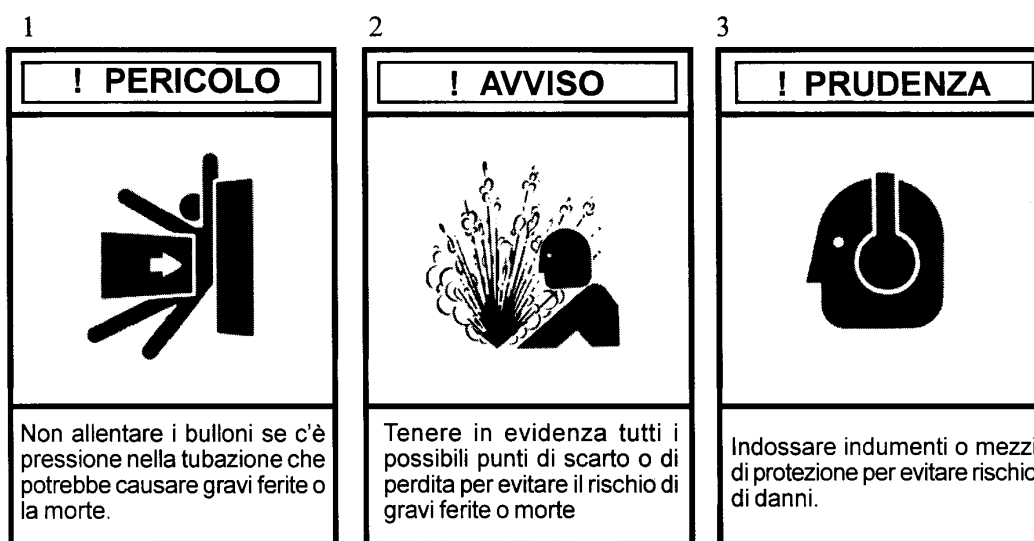 1
2
3
! PERICOLO
! AVVISO
! PRUDENZA
Non allentare i bulloni se c'è
pressione nella tubazione che
potrebbe causare gravi ferite o
la morte.
Tenere in evidenza tutti i
possibili punti di scarto o di
perdita per evitare il rischio di
gravi ferite o morte
Indossare indumenti o mezzi
di protezione per evitare rischio
di danni.